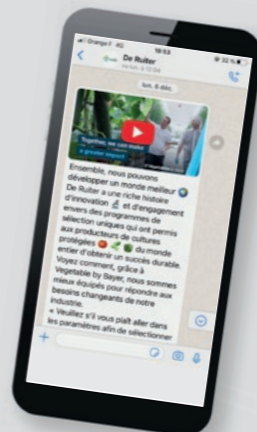 Orange F 4G 19:53 32 %
De Ruiter
lun. 6 déc.
Together, we can make
a greater impact
Ensemble, nous pouvons
développer un monde meilleur
De Ruiter a une riche histoire
d'innovation et d'engagement
envers des programmes de
sélection uniques qui ont permis
aux producteurs de cultures
protégées du monde
entier d'obtenir un succès durable.
Voyez comment, grâce à
Vegetable by Bayer, nous sommes
mieux équipés pour répondre aux
besoins changeants de notre
industrie.
« Veuillez s'il vous plaît aller dans
les paramètres afin de sélectionner